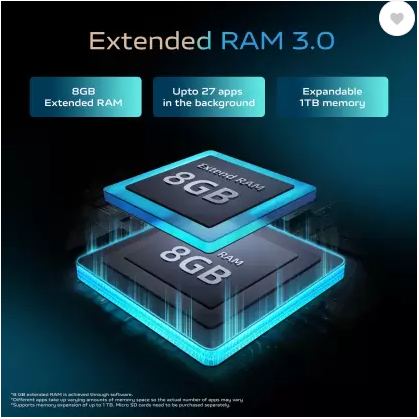 Extended RAM 3.0
8GB
Extended RAM
Upto 27 apps
in the background
Expandable
1TB memory
Extend RAM
8GB
RAM
8GB
*8 GB extended RAM is achieved through software.
*Different apps take up varying amounts of memory space so the actual number of apps may vary
*Supports memory expansion of up to 1 TB. Micro SD cards need to be purchased separately.